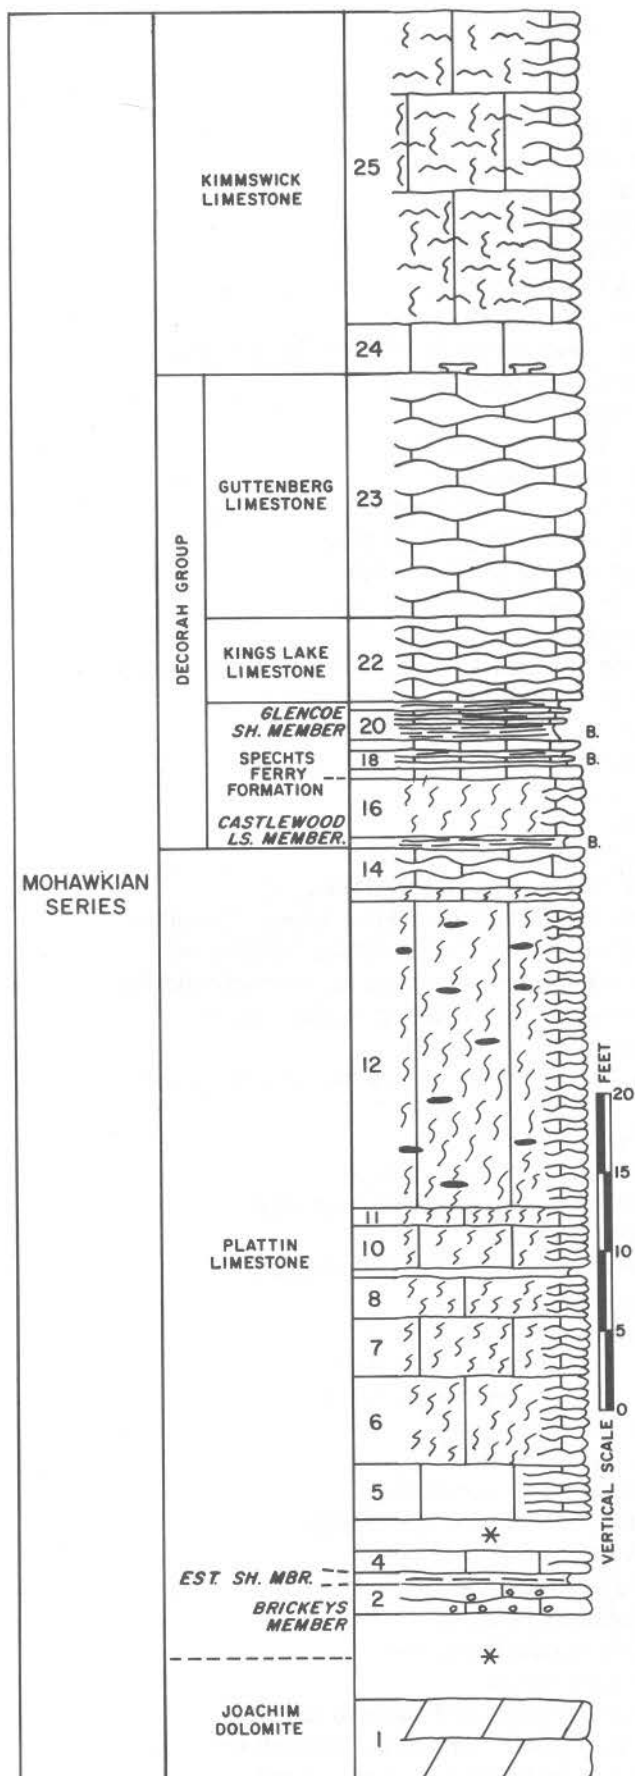 25
KIMMSWICK
LIMESTONE
24
GUTTENBERG
LIMESTONE
23
DECORAH GROUP
KINGS LAKE
LIMESTONE
22
GLENCOE
SH. MEMBER
20
B.
SPECHTS
FERRY
FORMATION
18
B.
16
CASTLEWOOD
LS. MEMBER.
B.
14
MOHAWKIAN
SERIES
12
FEET
20
15
11
PLATTIN
LIMESTONE
10
10
8
5
7
0
6
VERTICAL SCALE
5
*
4
EST. SH. MBR.
2
BRICKEYS
MEMBER
*
JOACHIM
DOLOMITE
1